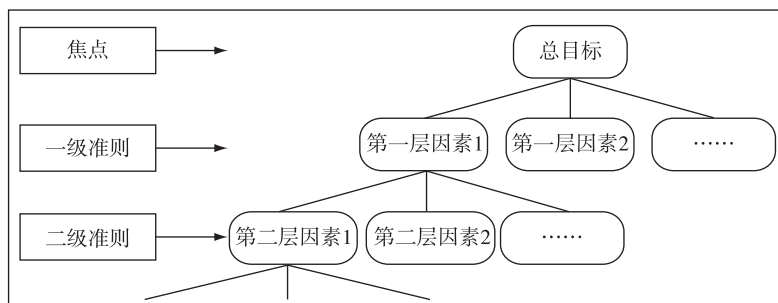 焦点
总目标
一级准则
第一层因素1
第一层因素2
……
二级准则
第二层因素1
第二层因素2
……